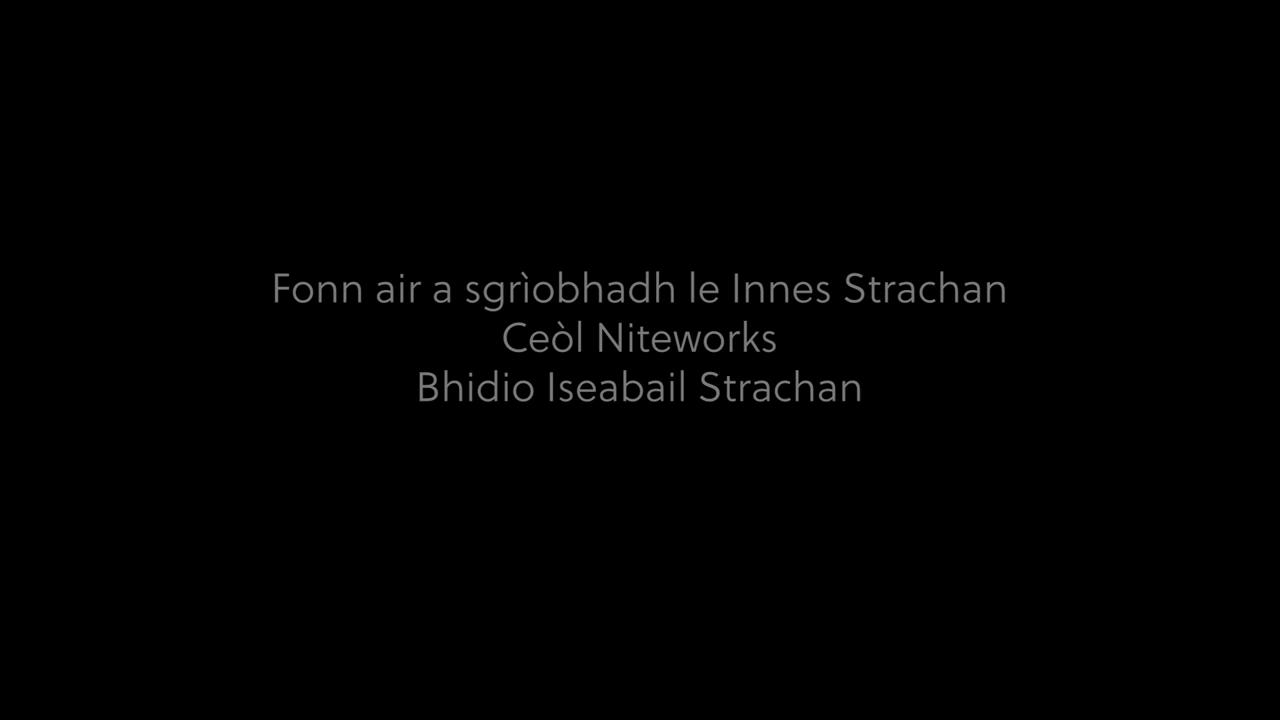 Fonn air a sgrìobhadh le Innes Strachan
Ceòl Niteworks
Bhidio Iseabail Strachan